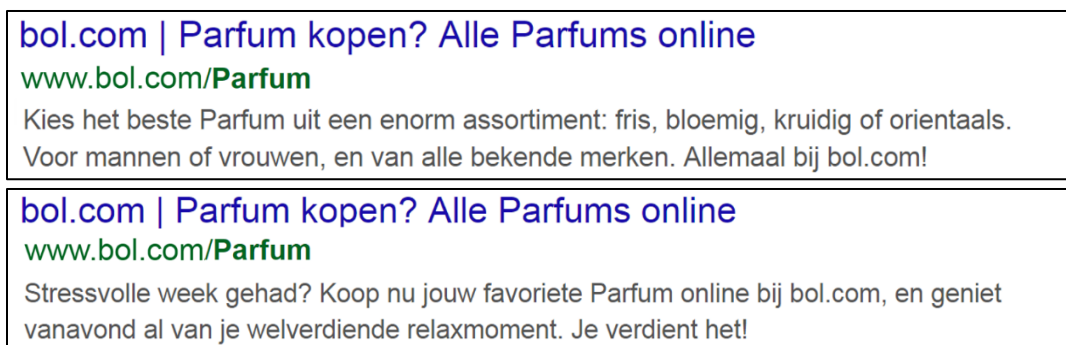 bol.com | Parfum kopen? Alle Parfums online
www.bol.com/Parfum
Kies het beste Parfum uit een enorm assortiment: fris, bloemig, kruidig of orientaals.
Voor mannen of vrouwen, en van alle bekende merken. Allemaal bij bol.com!
bol.com | Parfum kopen? Alle Parfums online
www.bol.com/Parfum
Stressvolle week gehad? Koop nu jouw favoriete Parfum online bij bol.com, en geniet
vanavond al van je welverdiende relaxmoment. Je verdient het!